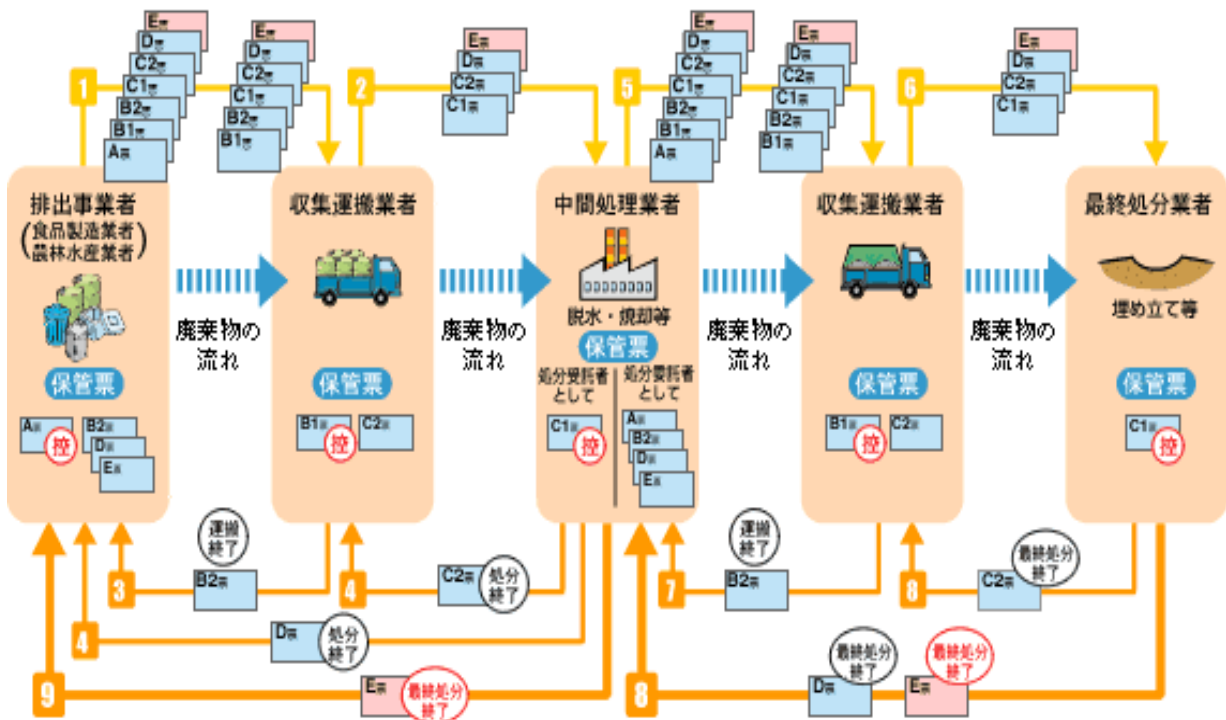 E票
D票
C2票
C1票
B2票
B1票
A票
E票
D票
C2票
C1票
B2票
B1票
E票
D票
C2票
C1票
E票
D票
C2票
C1票
B2票
B1票
A票
E票
D票
C2票
C1票
B2票
B1票
E票
D票
C2票
C1票
1
2
5
6
排出事業者
(食品製造業者
農林水産業者)
収集運搬業者
中間処理業者
収集運搬業者
最終処分業者
脱水・焼却等
埋め立て等
廃棄物の
流れ
廃棄物の
流れ
廃棄物の
流れ
廃棄物の
流れ
保管票
保管票
保管票
保管票
保管票
処分受託者
として
処分委託者
として
A票
控
B2票
D票
E票
B1票
控
C2票
C1票
控
A票
B2票
D票
E票
B1票
控
C2票
C1票
控
運搬
終了
B2票
3
C2票
処分
終了
4
運搬
終了
B2票
7
C2票
最終処分
終了
8
4
D票
処分
終了
9
E票
最終処分
終了
8
D票
最終処分
終了
E票
最終処分
終了